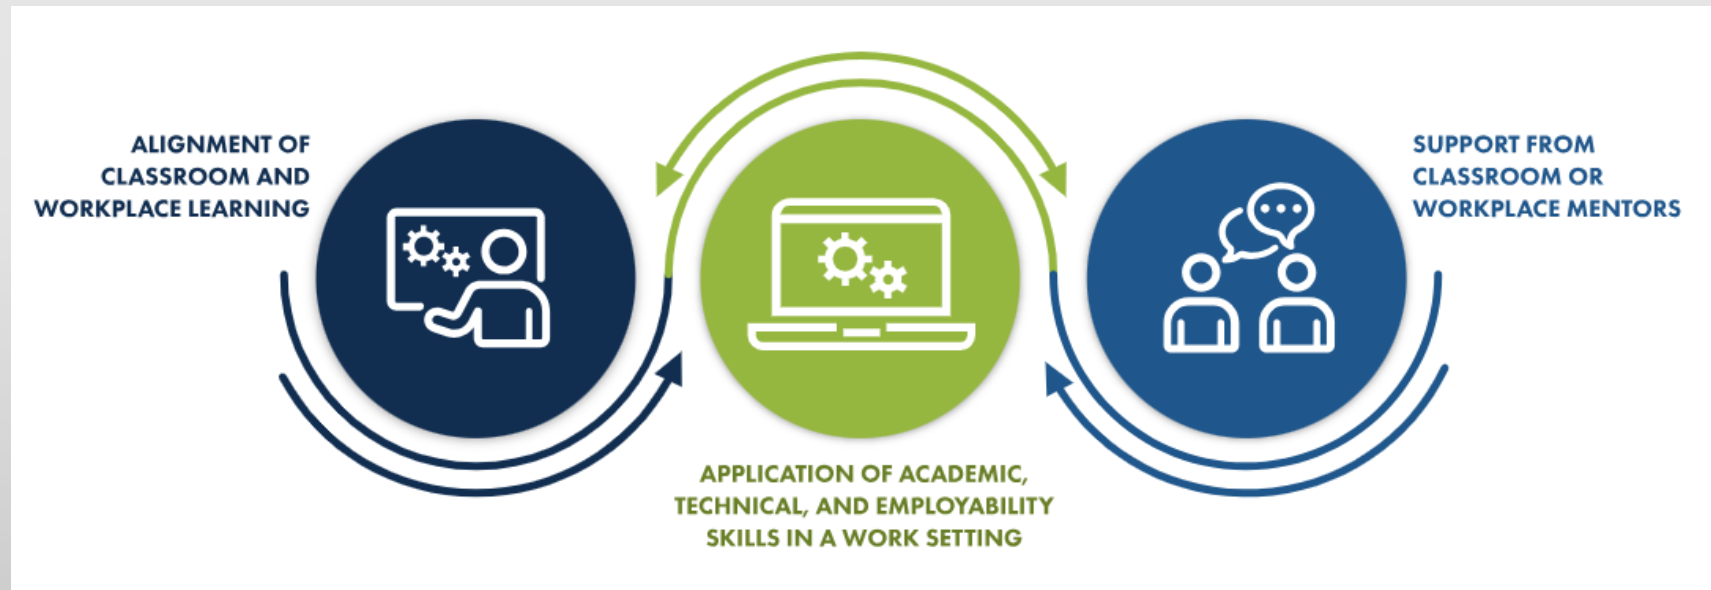 ALIGNMENT OF
CLASSROOM AND
WORKPLACE LEARNING
APPLICATION OF ACADEMIC,
TECHNICAL, AND EMPLOYABILITY
SKILLS IN A WORK SETTING
SUPPORT FROM
CLASSROOM OR
WORKPLACE MENTORS